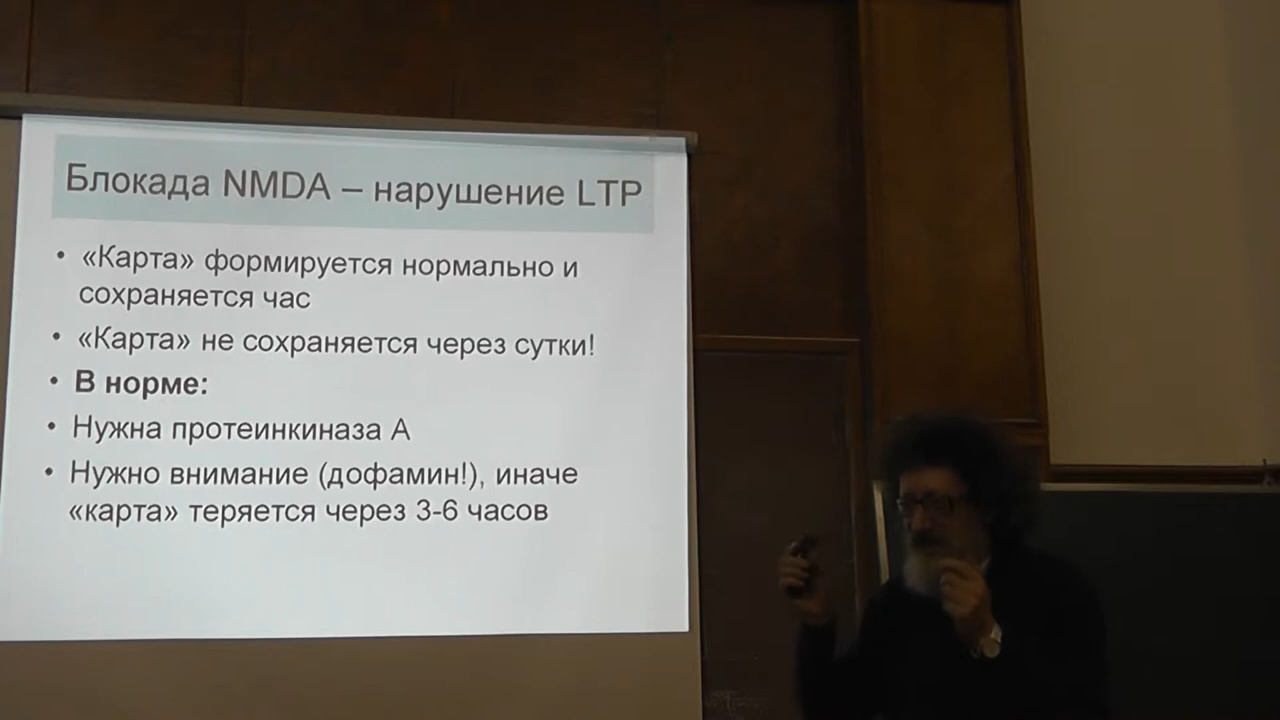 Блокада NMDA – нарушение LTP
• «Карта» формируется нормально и
сохраняется час
• «Карта» не сохраняется через сутки!
• В норме:
• Нужна протеинкиназа А
• Нужно внимание (дофамин!), иначе
«карта» теряется через 3-6 часов